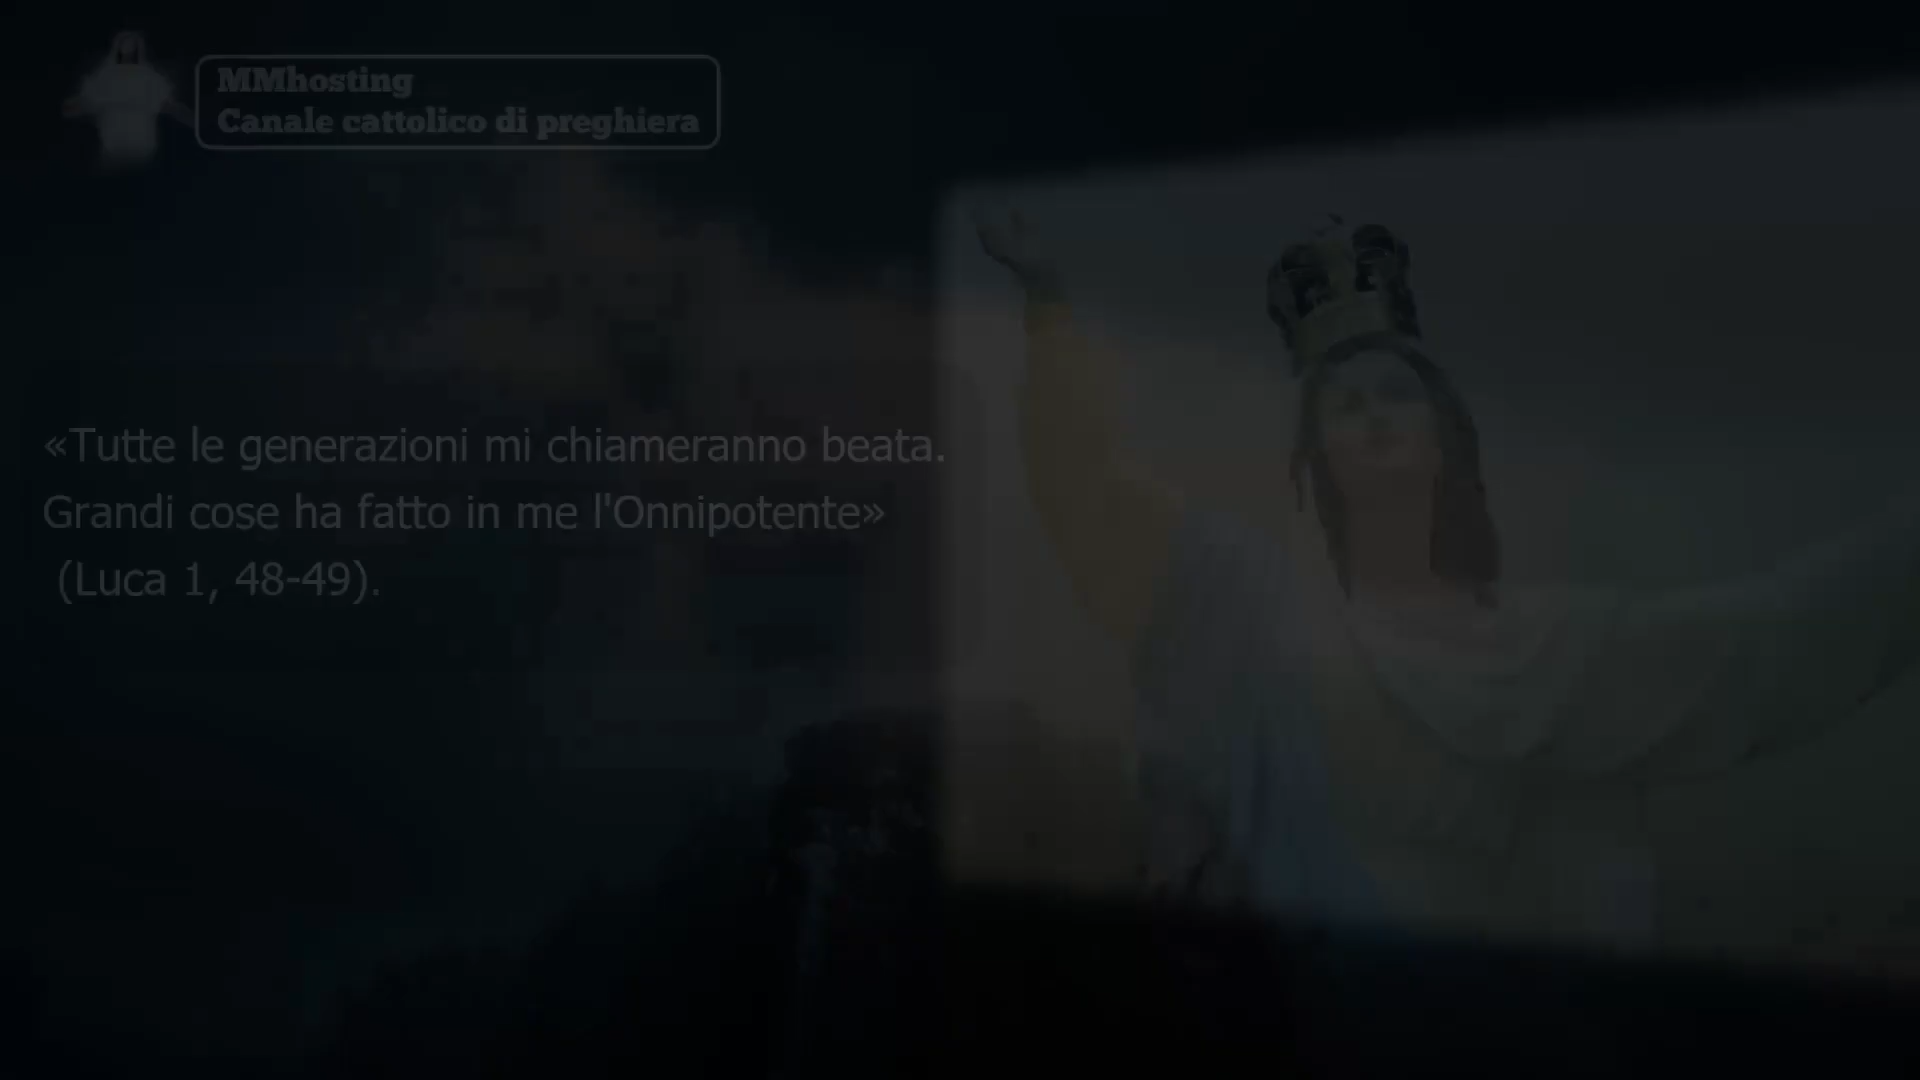 MMhosting
Canale cattolico di preghiera
«Tutte le generazioni mi chiameranno beata.
Grandi cose ha fatto in me l'Onnipotente»
(Luca 1, 48-49).